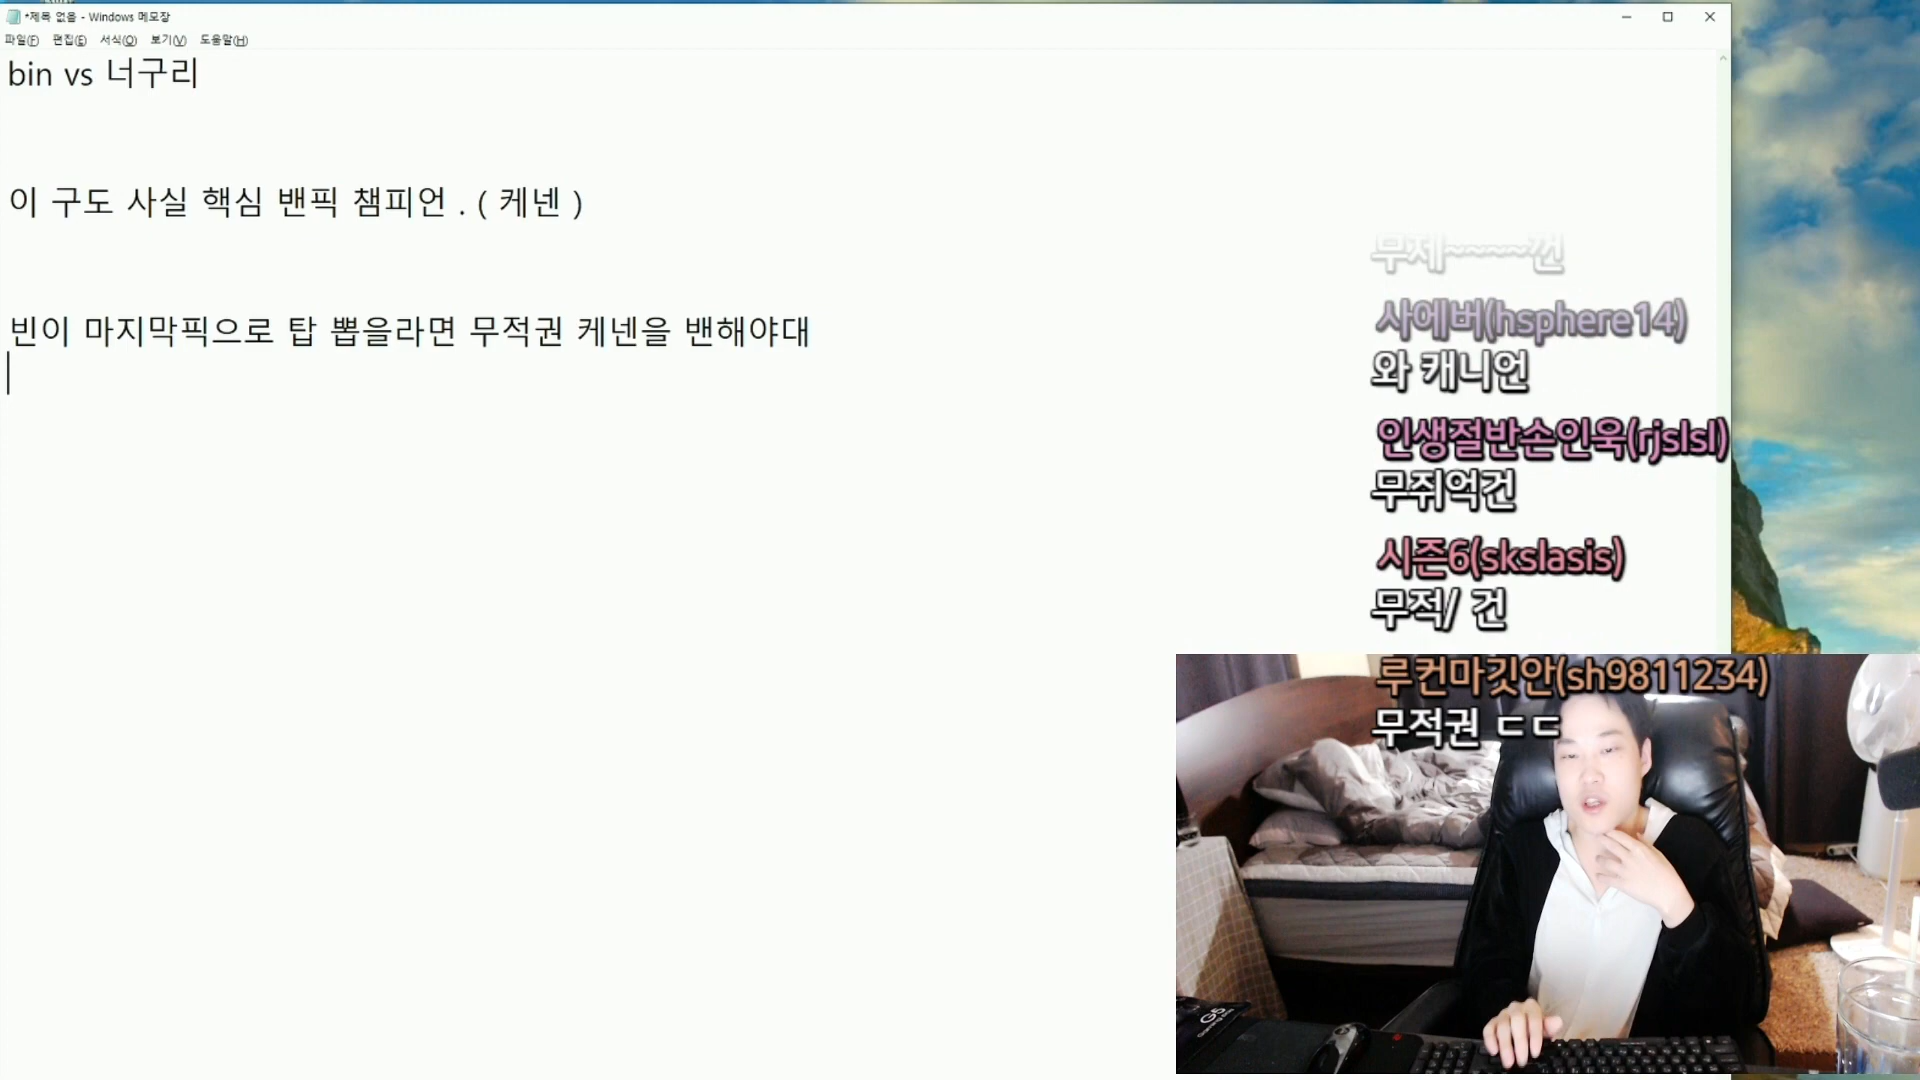 *제목 없음 - Windows 메모장
파일(F) 편집(E) 서식(O) 보기(V) 도움말(H)
bin vs 너구리
이 구도 사실 핵심 밴픽 챔피언 . ( 케넨 )
빈이 마지막픽으로 탑 뽑을라면 무적권 케넨을 밴해야대
무제~~~~건
사에버(hsphere14)
와 캐니언
인생절반손인욱(rjslsl)
무쥐억건
시즌6(skslasis)
무적/ 건
루컨마깃안(sh9811234)
무적권 ㄷㄷ
G5